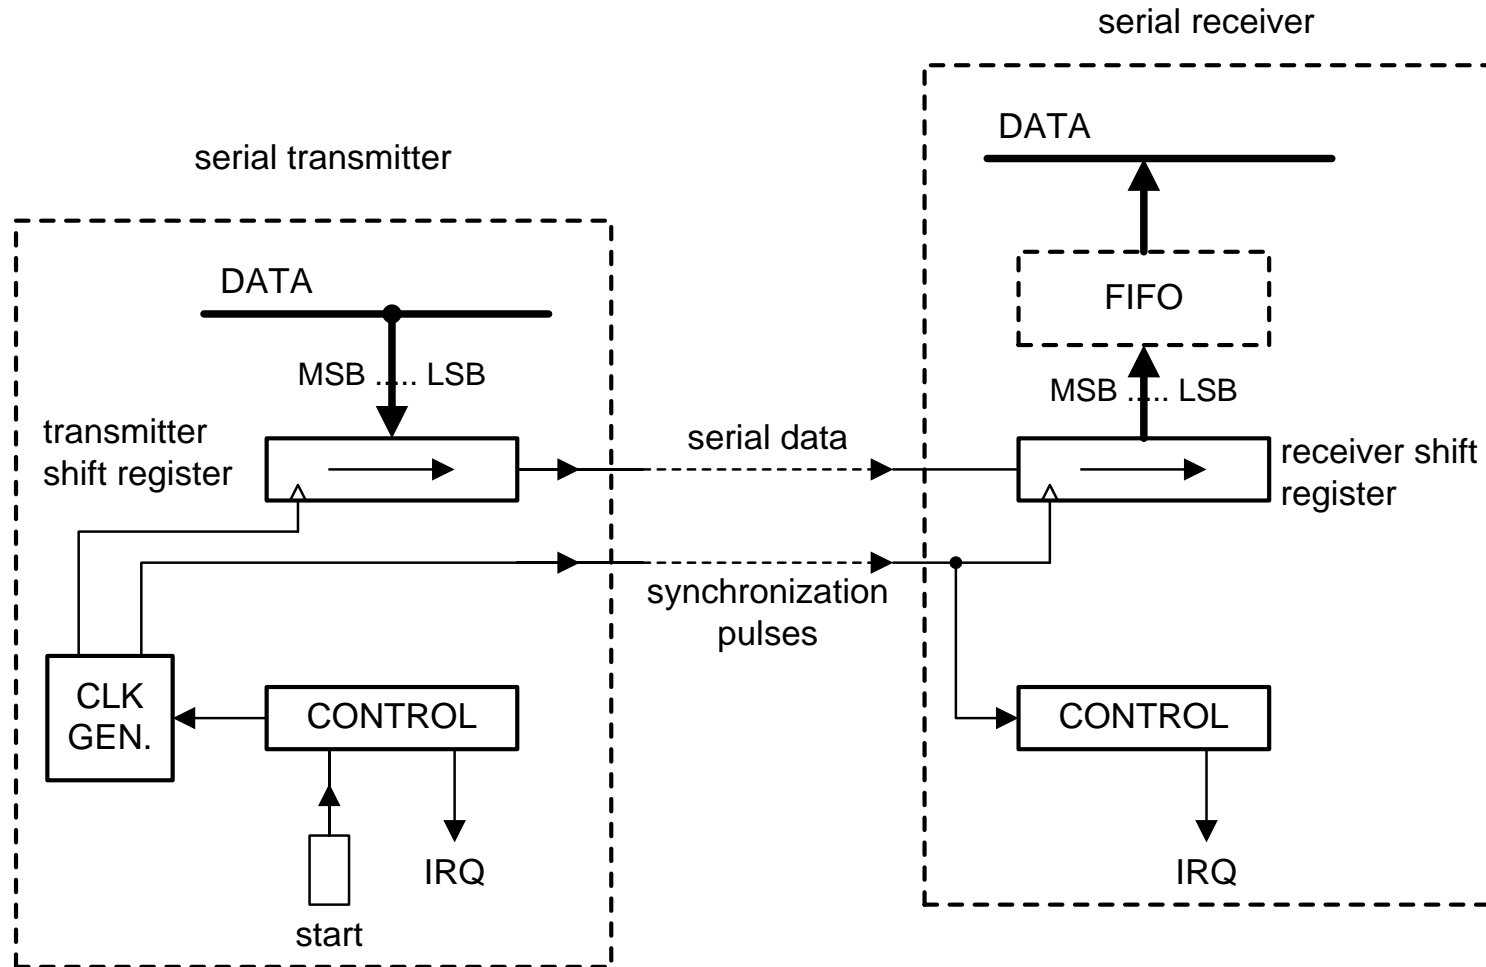 serial receiver
DATA
serial transmitter
DATA
FIFO
MSB ..... LSB
MSB ..... LSB
transmitter
shift register
serial data
receiver shift
register
synchronization
pulses
CLK
GEN.
CONTROL
CONTROL
IRQ
IRQ
start